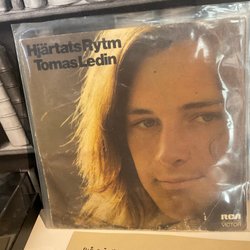 Hjärtats Rytm
Tomas Ledin
RCA
VICTOR